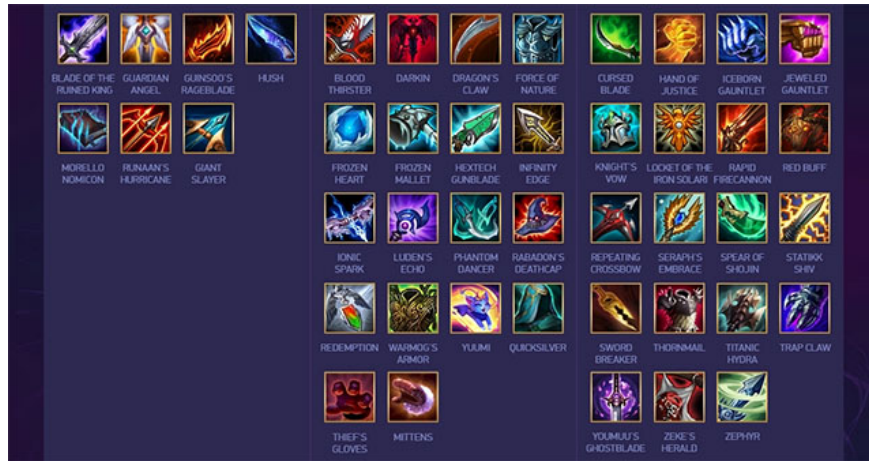 BLADE OF THE RUINED KING
GUARDIAN ANGEL
GUINSOO'S RAGEBLADE
HUSH
MORELLO NOMICON
RUNAAN'S HURRICANE
GIANT SLAYER
BLOOD THIRSTER
DARKIN
DRAGON'S CLAW
FORCE OF NATURE
FROZEN HEART
FROZEN MALLET
HEXTECH GUNBLADE
INFINITY EDGE
IONIC SPARK
LUDEN'S ECHO
PHANTOM DANCER
RABADON'S DEATHCAP
REDEMPTION
WARMOG'S ARMOR
YUUMI
QUICKSILVER
THIEF'S GLOVES
MITTENS
CURSED BLADE
HAND OF JUSTICE
ICEBORN GAUNTLET
JEWELED GAUNTLET
KNIGHT'S VOW
LOCKET OF THE IRON SOLARI
RAPID FIRECANNON
RED BUFF
REPEATING CROSSBOW
SERAPH'S EMBRACE
SPEAR OF SHOJIN
STATIKK SHIV
SWORD BREAKER
THORNMAIL
TITANIC HYDRA
TRAP CLAW
YOUMUU'S GHOSTBLADE
ZEKE'S HERALD
ZEPHYR